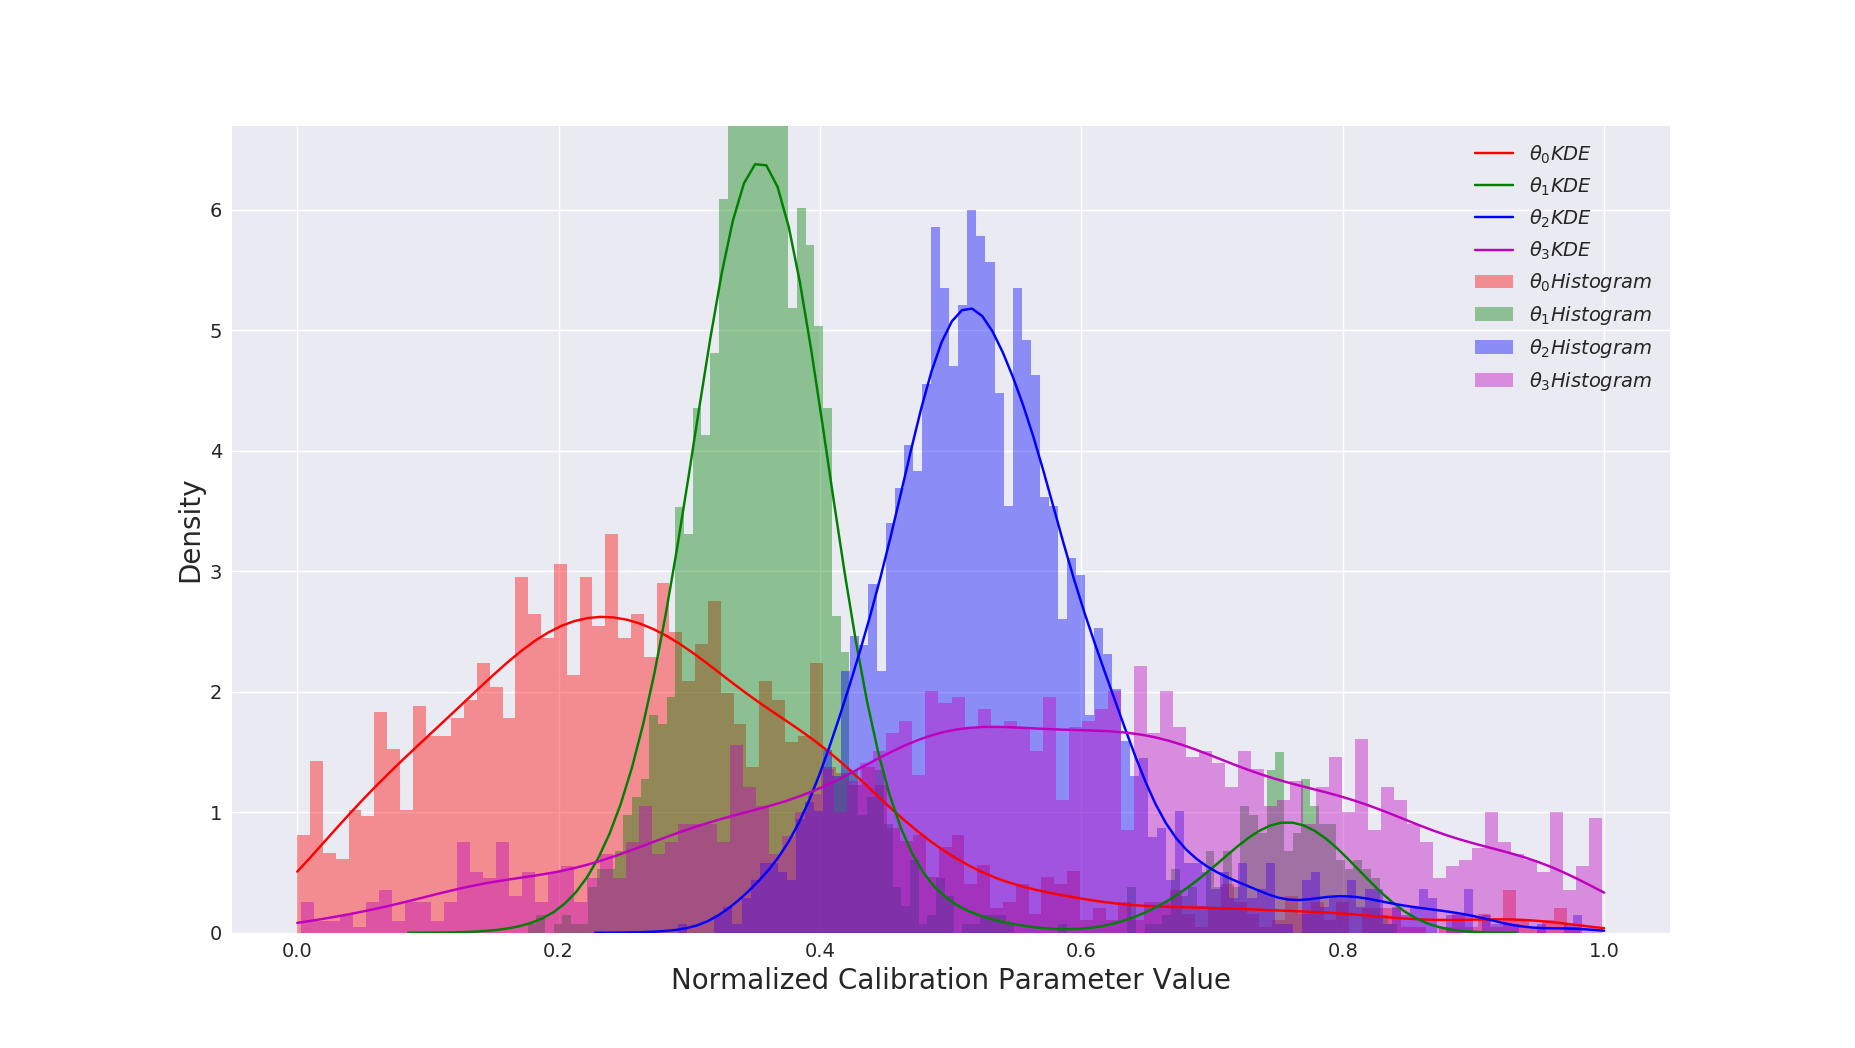 θ₀KDE
θ₁KDE
θ₂KDE
θ₃KDE
θ₀Histogram
θ₁Histogram
θ₂Histogram
θ₃Histogram
6
5
4
3
2
1
0
Density
0.0 0.2 0.4 0.6 0.8 1.0
Normalized Calibration Parameter Value